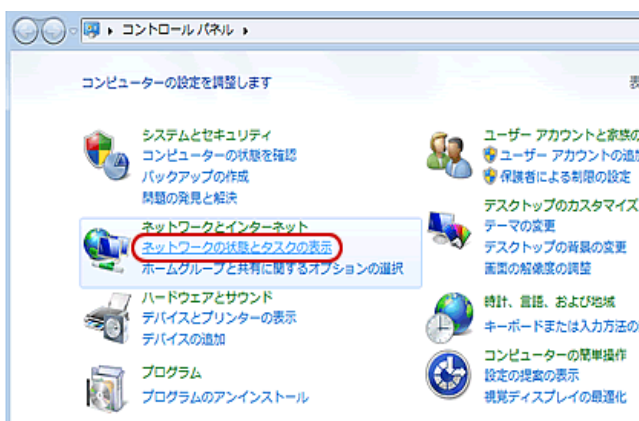 コントロール パネル
コンピューターの設定を調整します
システムとセキュリティ
コンピューターの状態を確認
バックアップの作成
問題の発見と解決
ネットワークとインターネット
ネットワークの状態とタスクの表示
ホームグループと共有に関するオプションの選択
ハードウェアとサウンド
デバイスとプリンターの表示
デバイスの追加
プログラム
プログラムのアンインストール
表
ユーザー アカウントと家族の
ユーザー アカウントの追加
保護者による制限の設定
デスクトップのカスタマイズ
テーマの変更
デスクトップの背景の変更
画面の解像度の調整
時計、言語、および地域
キーボードまたは入力方法の
コンピューターの簡単操作
設定の提案の表示
視覚ディスプレイの最適化